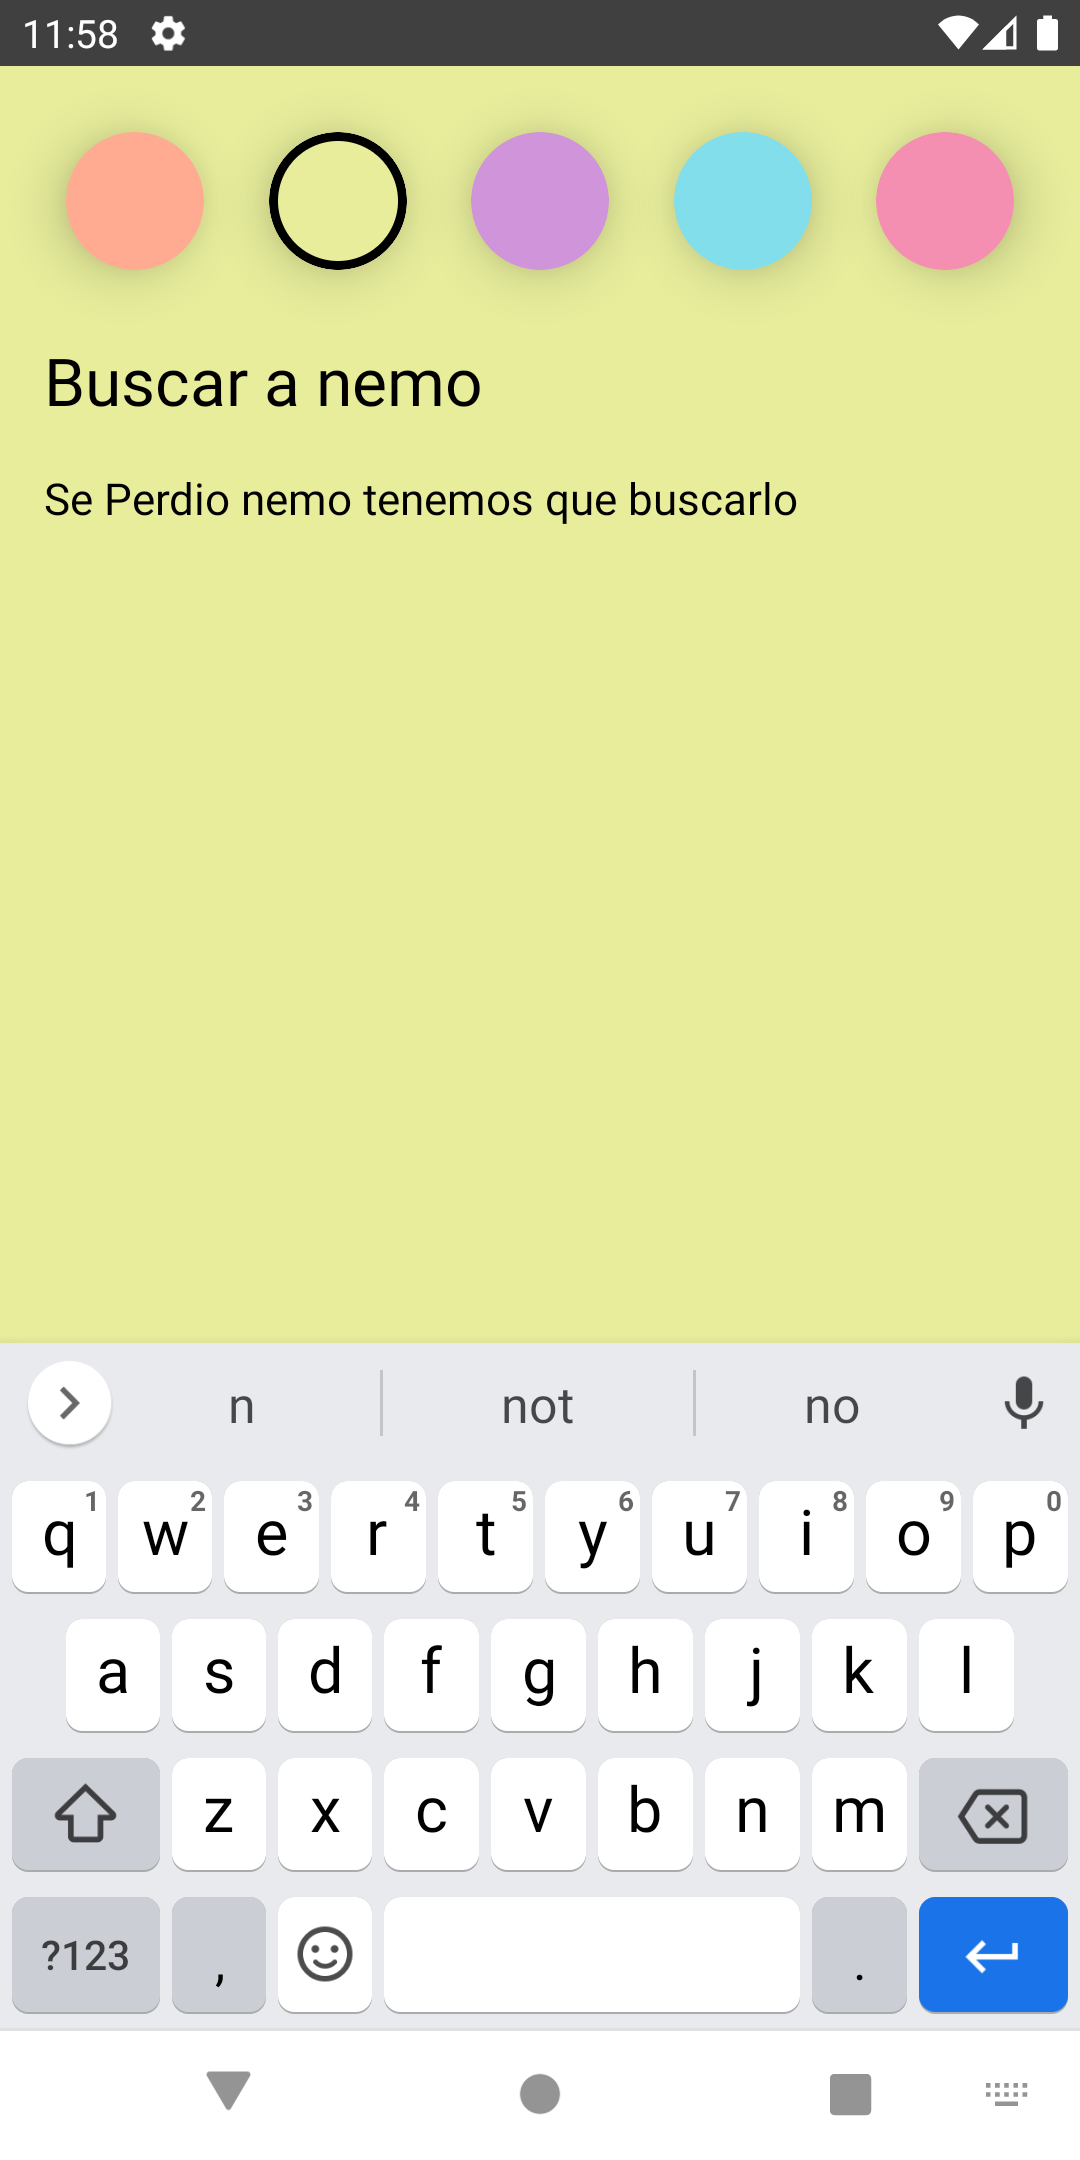 11:58
Buscar a nemo
Se Perdio nemo tenemos que buscarlo
n not no
1 2 3 4 5 6 7 8 9 0
q w e r t y u i o p
a s d f g h j k l
z x c v b n m
?123 , .